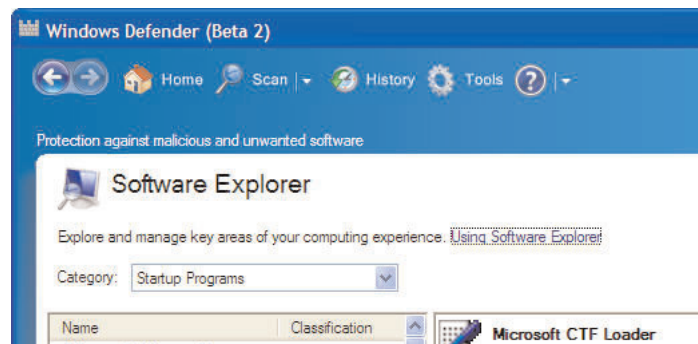 Windows Defender (Beta 2)
Home Scan History Tools ?
Protection against malicious and unwanted software
Software Explorer
Explore and manage key areas of your computing experience. Using Software Explorer
Category: Startup Programs
Name Classification Microsoft CTF Loader